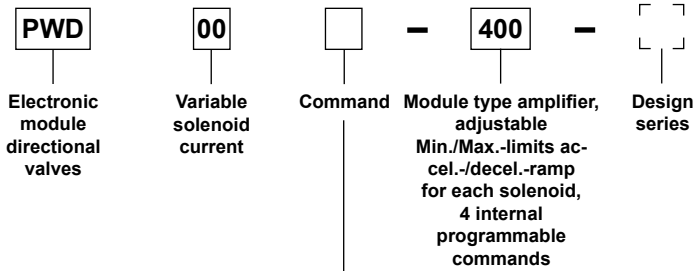 PWD 00 – 400 –
Electronic
module
directional
valves
Variable
solenoid
current
Command
Module type amplifier,
adjustable
Min./Max.-limits ac-
cel.-/decel.-ramp
for each solenoid,
4 internal
programmable
commands
Design
series